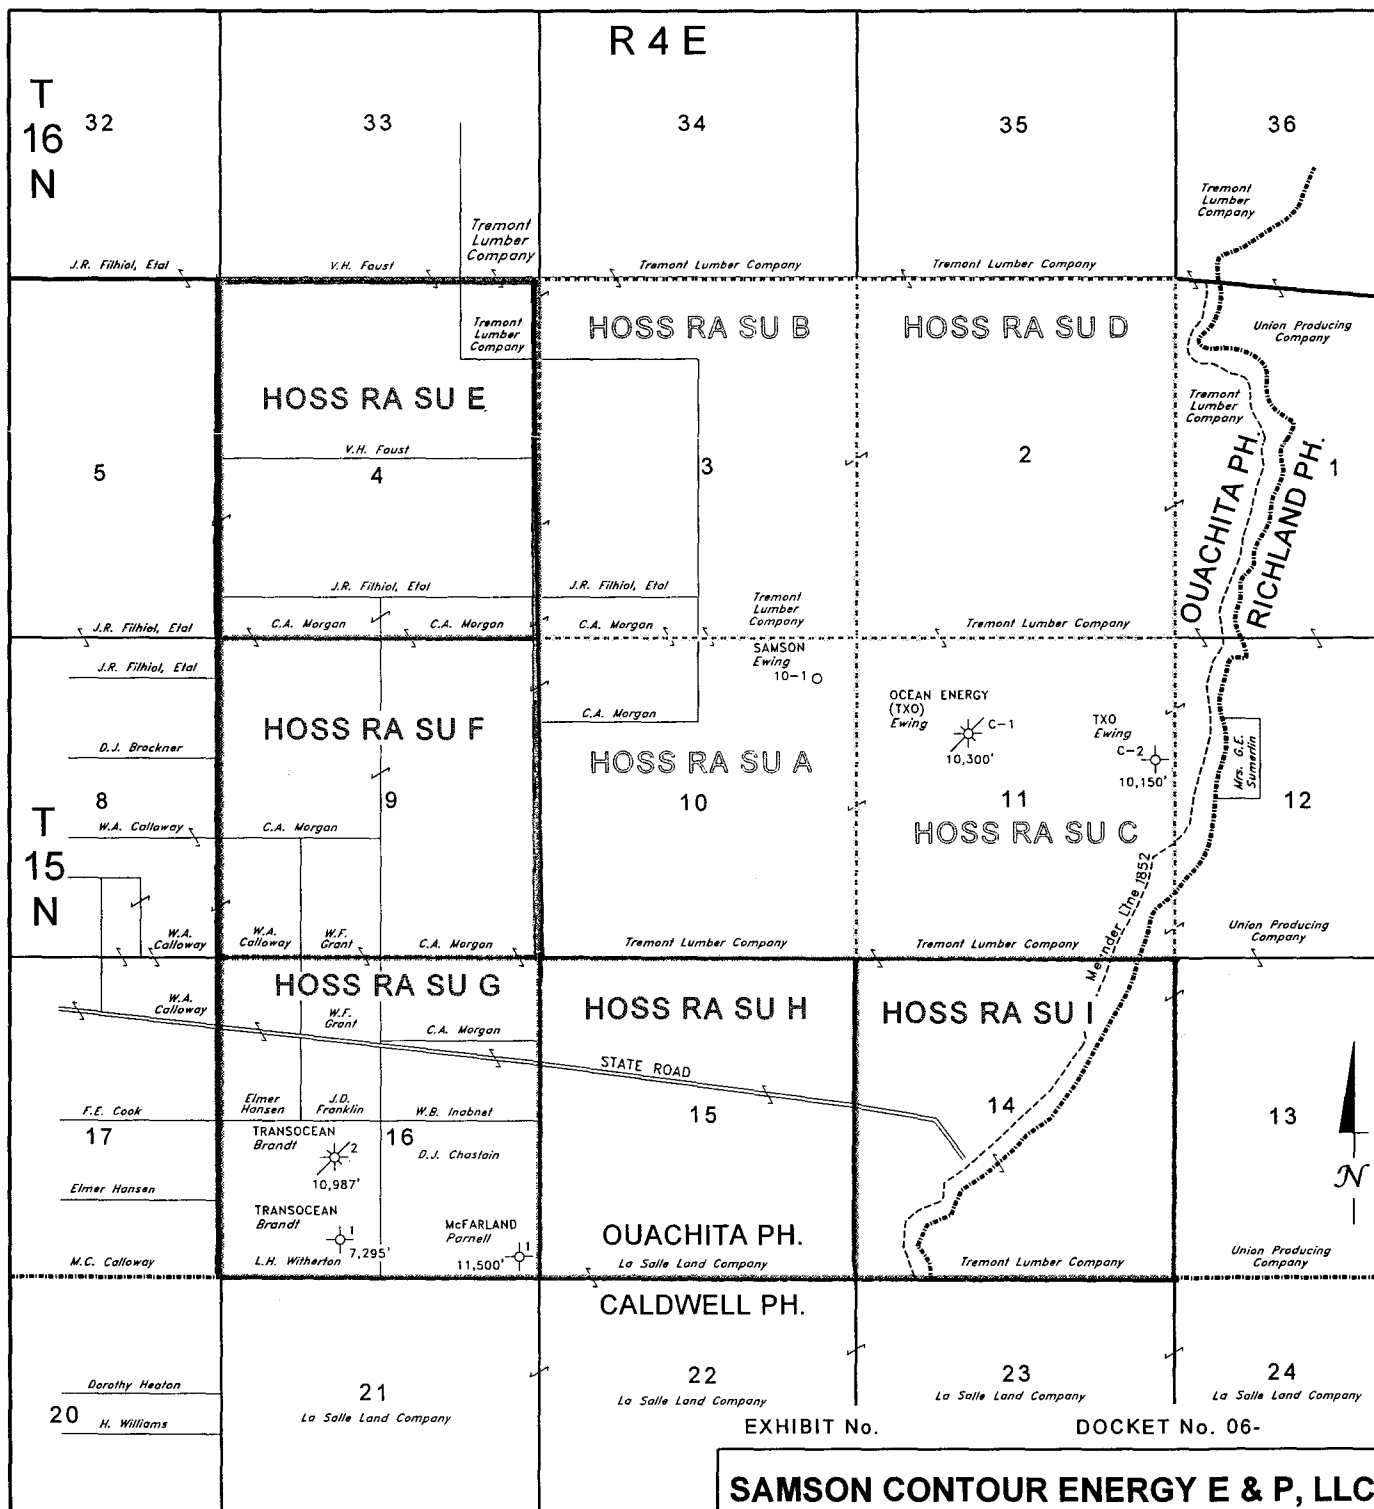 R 4 E
T
16
N
32
33
34
35
36
Tremont
Lumber
Company
Tremont
Lumber
Company
J.R. Filhiol, Etal
V.H. Faust
Tremont Lumber Company
Tremont Lumber Company
HOSS RA SU B
HOSS RA SU D
Tremont
Lumber
Company
Union Producing
Company
HOSS RA SU E
Tremont
Lumber
Company
V.H. Faust
5
4
3
2
1
OUACHITA PH.
RICHLAND PH.
J.R. Filhiol, Etal
J.R. Filhiol, Etal
Tremont
Lumber
Company
J.R. Filhiol, Etal
C.A. Morgan
C.A. Morgan
C.A. Morgan
Tremont Lumber Company
J.R. Filhiol, Etal
SAMSON
Ewing
10-1
OCEAN ENERGY
(TXO)
Ewing
C-1
10,300'
TXO
Ewing
C-2
10,150'
Mrs. G.E.
Sumerlin
C.A. Morgan
HOSS RA SU F
D.J. Brockner
HOSS RA SU A
T
15
N
8
9
10
11
12
W.A. Calloway
C.A. Morgan
HOSS RA SU C
Meander Line 1852
W.A.
Calloway
W.A.
Calloway
W.F.
Grant
C.A. Morgan
Tremont Lumber Company
Tremont Lumber Company
Union Producing
Company
HOSS RA SU G
HOSS RA SU H
HOSS RA SU I
W.A.
Calloway
W.F.
Grant
C.A. Morgan
STATE ROAD
F.E. Cook
Elmer
Hansen
J.D.
Franklin
W.B. Inabnet
17
16
15
14
13
TRANSOCEAN
Brandt
2
10,987'
D.J. Chastain
Elmer Hansen
TRANSOCEAN
Brandt
1
7,295'
McFARLAND
Parnell
1
11,500'
N
OUACHITA PH.
M.C. Calloway
L.H. Witherton
La Salle Land Company
Tremont Lumber Company
Union Producing
Company
CALDWELL PH.
Dorothy Heaton
20
H. Williams
21
La Salle Land Company
22
La Salle Land Company
23
La Salle Land Company
24
La Salle Land Company
EXHIBIT No.
DOCKET No. 06-
SAMSON CONTOUR ENERGY E & P, LLC